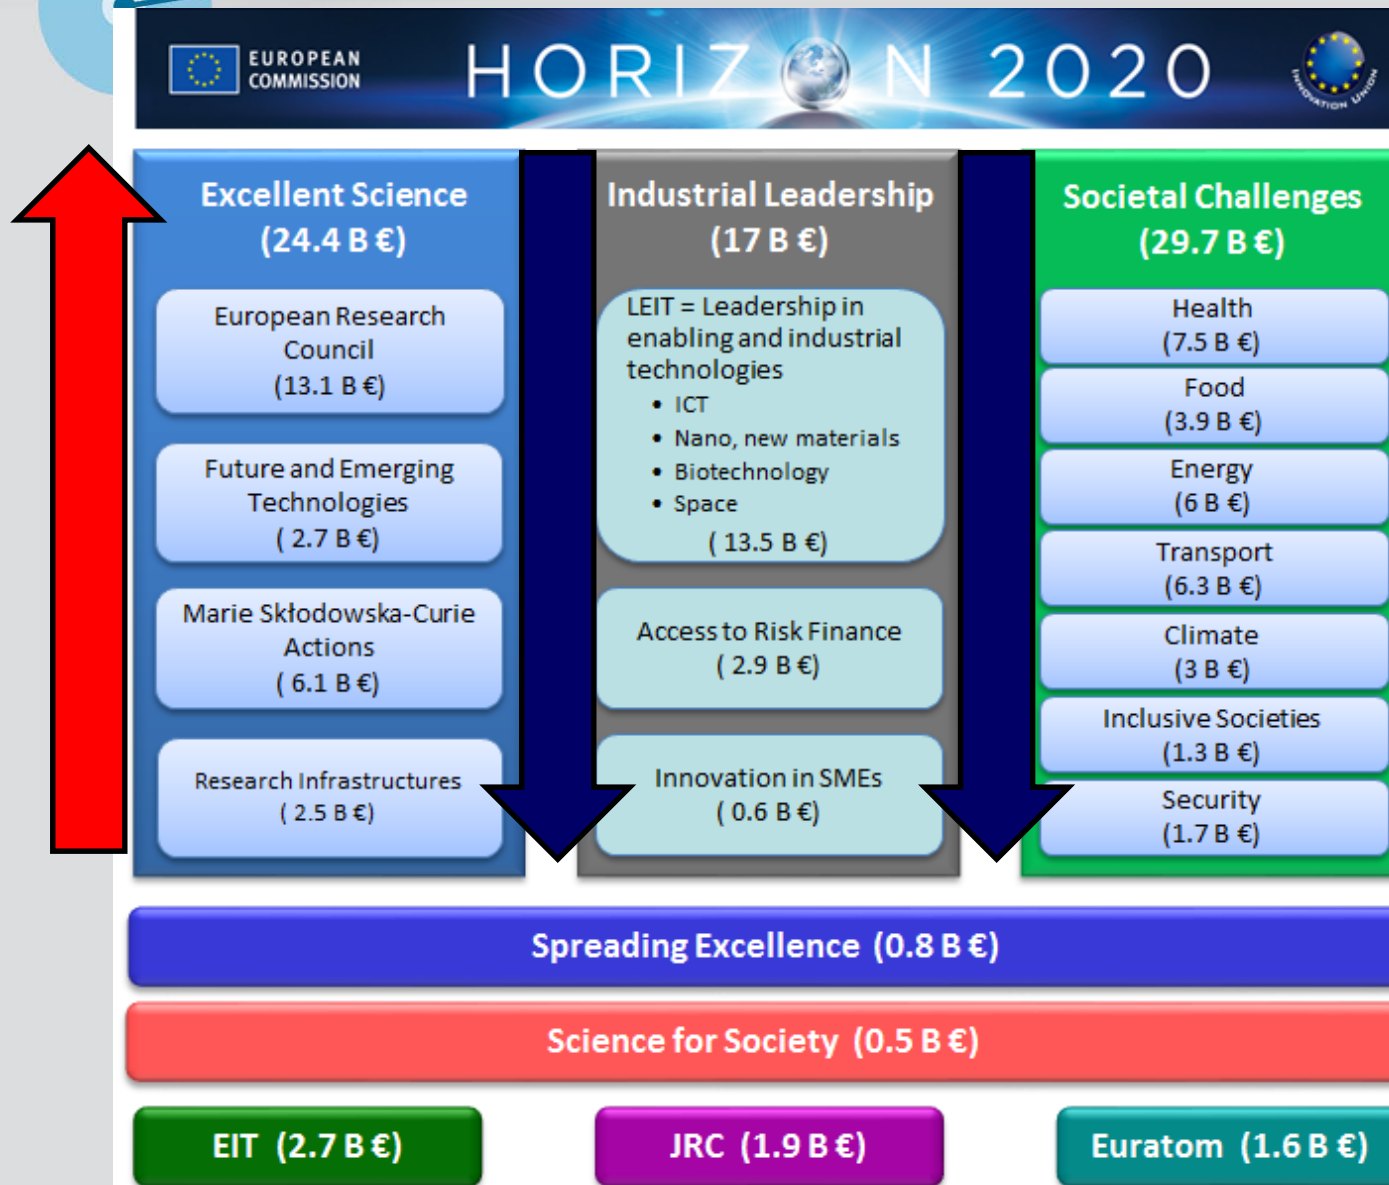 EUROPEAN
COMMISSION
HORIZON 2020
INNOVATION UNION
Excellent Science
(24.4 B €)
European Research
Council
(13.1 B €)
Future and Emerging
Technologies
( 2.7 B €)
Marie Skłodowska-Curie
Actions
( 6.1 B €)
Research Infrastructures
( 2.5 B €)
Industrial Leadership
(17 B €)
LEIT = Leadership in
enabling and industrial
technologies
• ICT
• Nano, new materials
• Biotechnology
• Space
( 13.5 B €)
Access to Risk Finance
( 2.9 B €)
Innovation in SMEs
( 0.6 B €)
Societal Challenges
(29.7 B €)
Health
(7.5 B €)
Food
(3.9 B €)
Energy
(6 B €)
Transport
(6.3 B €)
Climate
(3 B €)
Inclusive Societies
(1.3 B €)
Security
(1.7 B €)
Spreading Excellence (0.8 B €)
Science for Society (0.5 B €)
EIT (2.7 B €)
JRC (1.9 B €)
Euratom (1.6 B €)